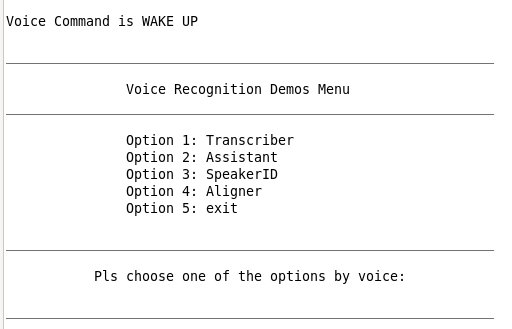 Voice Command is WAKE UP
Voice Recognition Demos Menu
Option 1: Transcriber
Option 2: Assistant
Option 3: SpeakerID
Option 4: Aligner
Option 5: exit
Pls choose one of the options by voice: